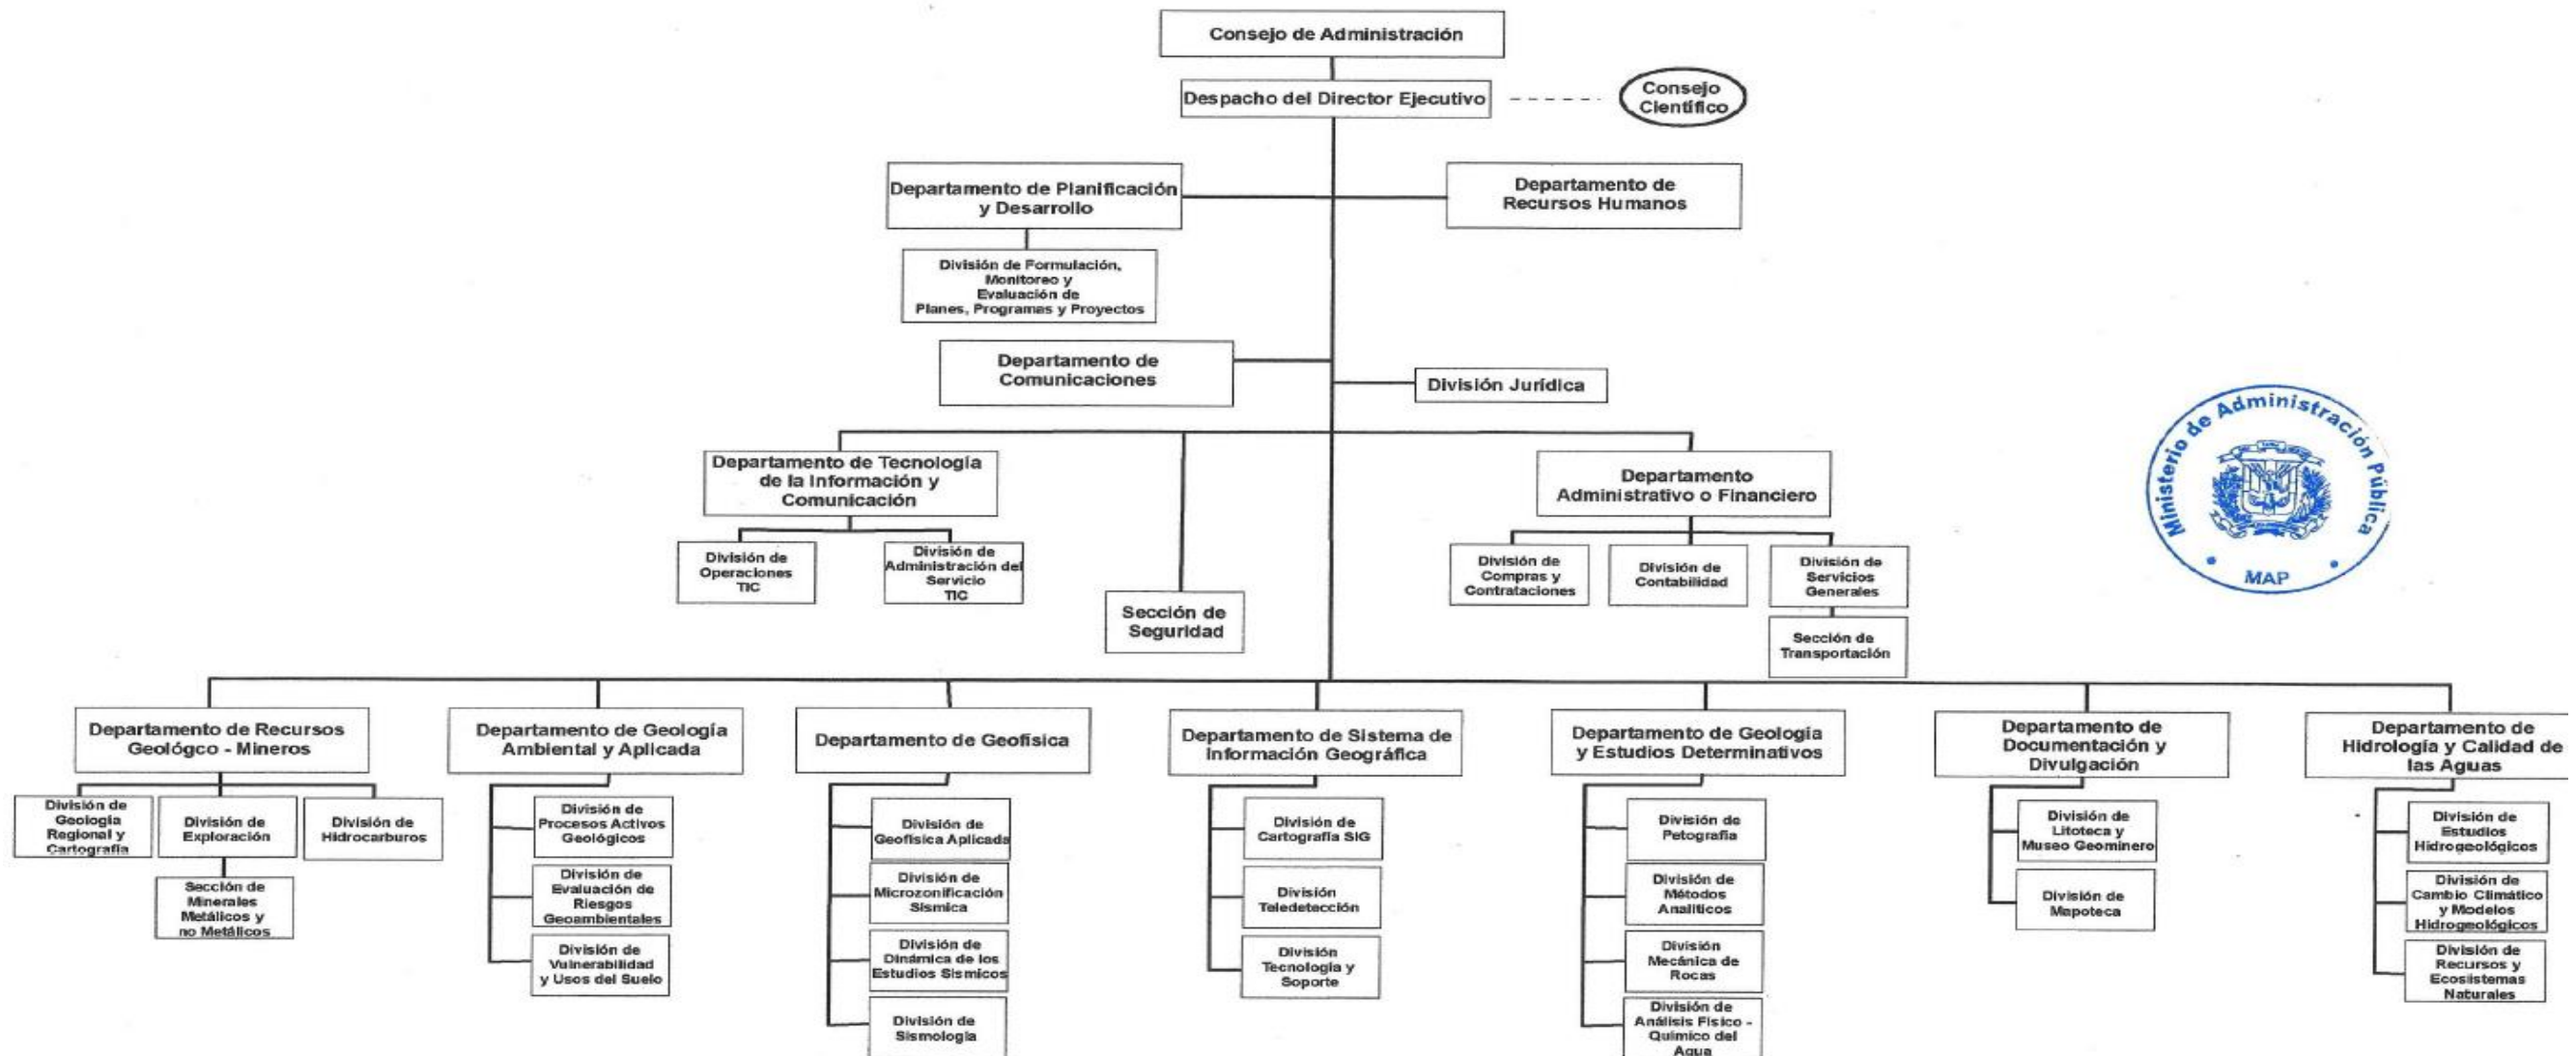 Consejo de Administración
Despacho del Director Ejecutivo
Consejo
Científico
Departamento de Planificación
y Desarrollo
Departamento de
Recursos Humanos
División de Formulación,
Monitoreo y
Evaluación de
Planes, Programas y Proyectos
Departamento de
Comunicaciones
División Jurídica
Ministerio de Administración Pública
MAP
Departamento de Tecnología
de la Información y
Comunicación
Departamento
Administrativo o Financiero
División de
Operaciones
TIC
División de
Administración del
Servicio
TIC
Sección de
Seguridad
División de
Compras y
Contrataciones
División de
Contabilidad
División de
Servicios
Generales
Sección de
Transportación
Departamento de Recursos
Geológco - Mineros
Departamento de Geología
Ambiental y Aplicada
Departamento de Geofísica
Departamento de Sistema de
Información Geográfica
Departamento de Geología
y Estudios Determinativos
Departamento de
Documentación y
Divulgación
Departamento de
Hidrología y Calidad de
las Aguas
División de
Geología
Regional y
Cartografía
División de
Exploración
División de
Hidrocarburos
Sección de
Minerales
Metálicos y
no Metálicos
División de
Procesos Activos
Geológicos
División de
Evaluación de
Riesgos
Geoambientales
División de
Vulnerabilidad
y Usos del Suelo
División de
Geofísica Aplicada
División de
Microzonificación
Sísmica
División de
Dinámica de los
Estudios Sísmicos
División de
Sismología
División de
Cartografía SIG
División
Teledetección
División
Tecnología y
Soporte
División de
Petografía
División de
Métodos
Analíticos
División
Mecánica de
Rocas
División de
Análisis Físico -
Químico del
Agua
División de
Litoteca y
Museo Geominero
División de
Mapoteca
División de
Estudios
Hidrogeológicos
División de
Cambio Climático
y Modelos
Hidrogeológicos
División de
Recursos y
Ecosistemas
Naturales